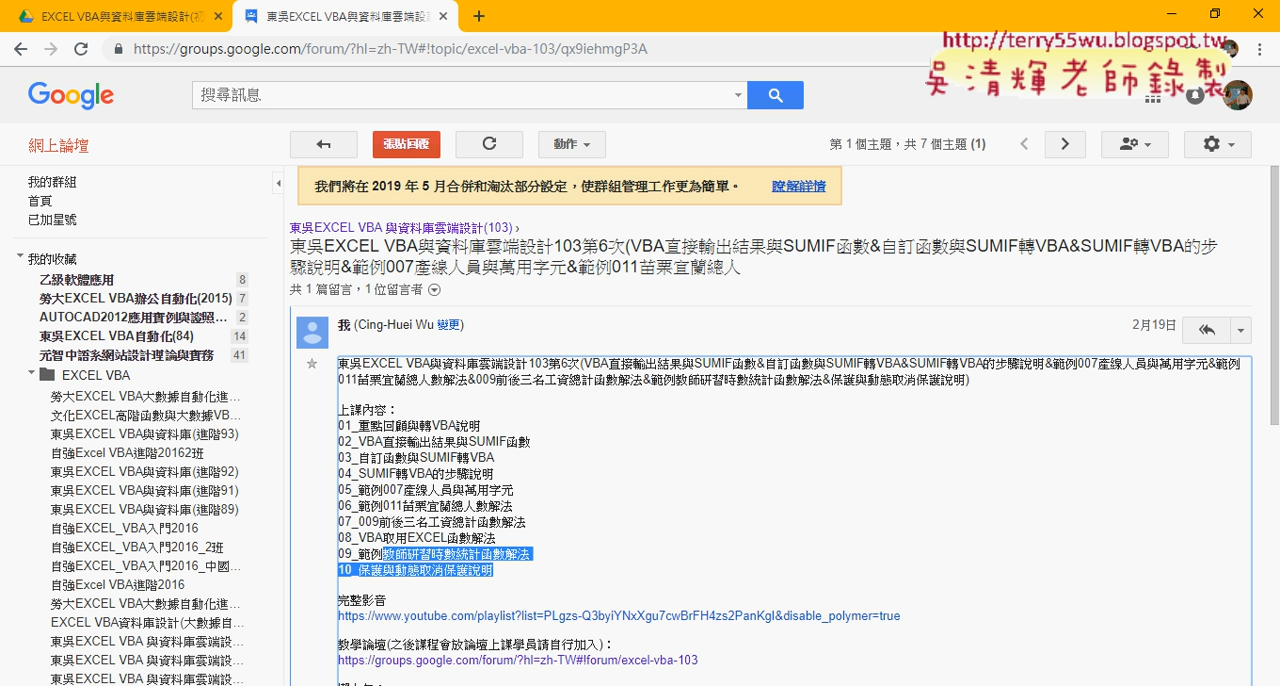 EXCEL VBA與資料庫雲端設計(初
東吳EXCEL VBA與資料庫雲端設計
https://groups.google.com/forum/?hl=zh-TW#!topic/excel-vba-103/qx9iehmgP3A
http://terry55wu.blogspot.tw
吳清輝老師錄製
Google
搜尋訊息
網上論壇
張貼回覆
動作
第 1 個主題，共 7 個主題 (1)
我的群組
首頁
已加星號
我們將在 2019 年 5 月合併和淘汰部分設定，使群組管理工作更為簡單。 瞭解詳情
我的收藏
乙級軟體應用 8
勞大EXCEL VBA辦公自動化(2015) 7
AUTOCAD2012應用實例與證照... 2
東吳EXCEL VBA自動化(84) 14
元智中語系網站設計理論與實務 41
EXCEL VBA
勞大EXCEL VBA大數據自動化進...
文化EXCEL高階函數與大數據VB...
東吳EXCEL VBA與資料庫(進階93)
自強Excel VBA進階20162班
東吳EXCEL VBA與資料庫(進階92)
東吳EXCEL VBA與資料庫(進階91)
東吳EXCEL VBA與資料庫(進階89)
自強EXCEL_VBA入門2016
自強EXCEL_VBA入門2016_2班
自強EXCEL_VBA入門2016_中國...
自強Excel VBA進階2016
勞大EXCEL VBA大數據自動化進...
EXCEL VBA資料庫設計(大數據自...
東吳EXCEL VBA 與資料庫雲端設...
東吳EXCEL VBA 與資料庫雲端設...
東吳EXCEL VBA 與資料庫雲端設...
東吳EXCEL VBA 與資料庫雲端設計(103) ›
東吳EXCEL VBA與資料庫雲端設計103第6次(VBA直接輸出結果與SUMIF函數&自訂函數與SUMIF轉VBA&SUMIF轉VBA的步
驟說明&範例007產線人員與萬用字元&範例011苗栗宜蘭總人
共 1 篇留言，1 位留言者
我 (Cing-Huei Wu 變更)
2月19日
東吳EXCEL VBA與資料庫雲端設計103第6次(VBA直接輸出結果與SUMIF函數&自訂函數與SUMIF轉VBA&SUMIF轉VBA的步驟說明&範例007產線人員與萬用字元&範例
011苗栗宜蘭總人數解法&009前後三名工資總計函數解法&範例教師研習時數統計函數解法&保護與動態取消保護說明)
上課內容：
01_重點回顧與轉VBA說明
02_VBA直接輸出結果與SUMIF函數
03_自訂函數與SUMIF轉VBA
04_SUMIF轉VBA的步驟說明
05_範例007產線人員與萬用字元
06_範例011苗栗宜蘭總人數解法
07_009前後三名工資總計函數解法
08_VBA取用EXCEL函數解法
09_範例教師研習時數統計函數解法
10_保護與動態取消保護說明
完整影音
https://www.youtube.com/playlist?list=PLgzs-Q3byiYNxXgu7cwBrFH4zs2PanKgI&disable_polymer=true
教學論壇(之後課程會放論壇上課學員請自行加入)：
https://groups.google.com/forum/?hl=zh-TW#!forum/excel-vba-103